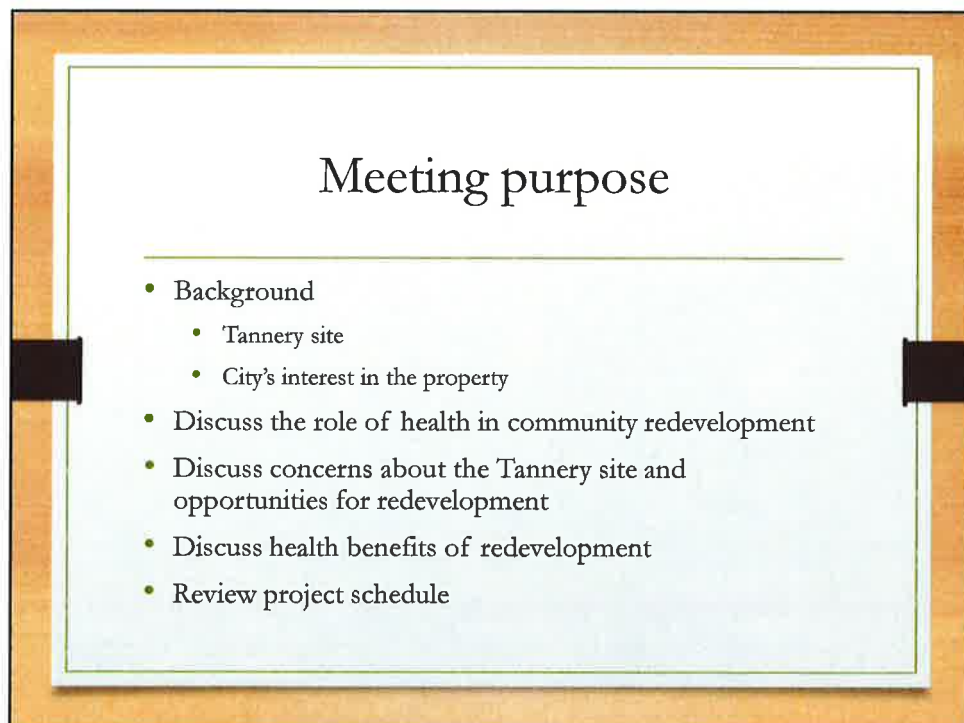 Meeting purpose
• Background
• Tannery site
• City's interest in the property
• Discuss the role of health in community redevelopment
• Discuss concerns about the Tannery site and
opportunities for redevelopment
• Discuss health benefits of redevelopment
• Review project schedule